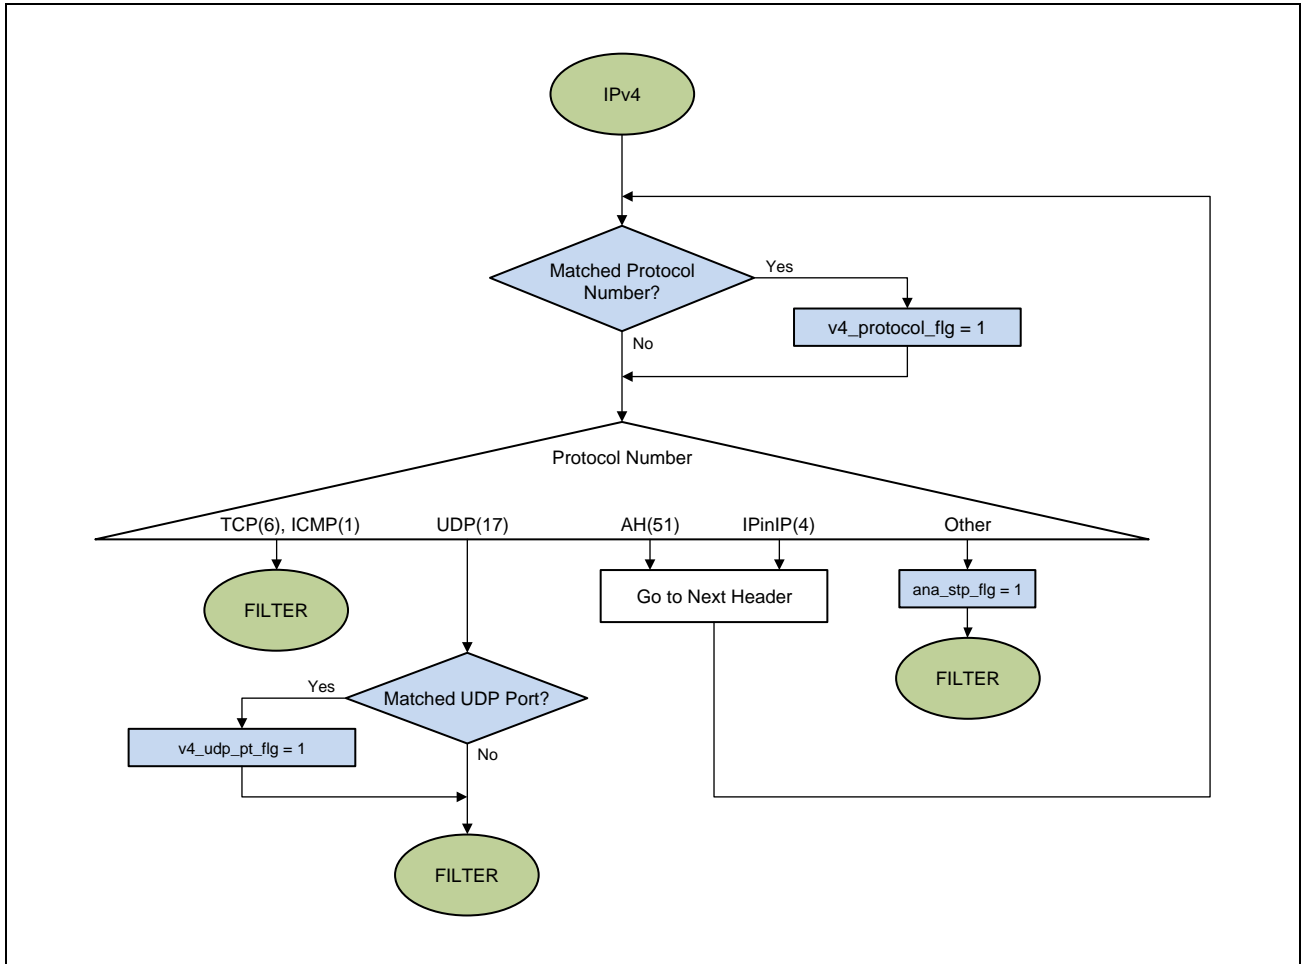 IPv4
Matched Protocol
Number?
Yes
v4_protocol_flg = 1
No
Protocol Number
TCP(6), ICMP(1)
UDP(17)
AH(51)
IPinIP(4)
Other
FILTER
Go to Next Header
ana_stp_flg = 1
FILTER
Matched UDP Port?
Yes
v4_udp_pt_flg = 1
No
FILTER